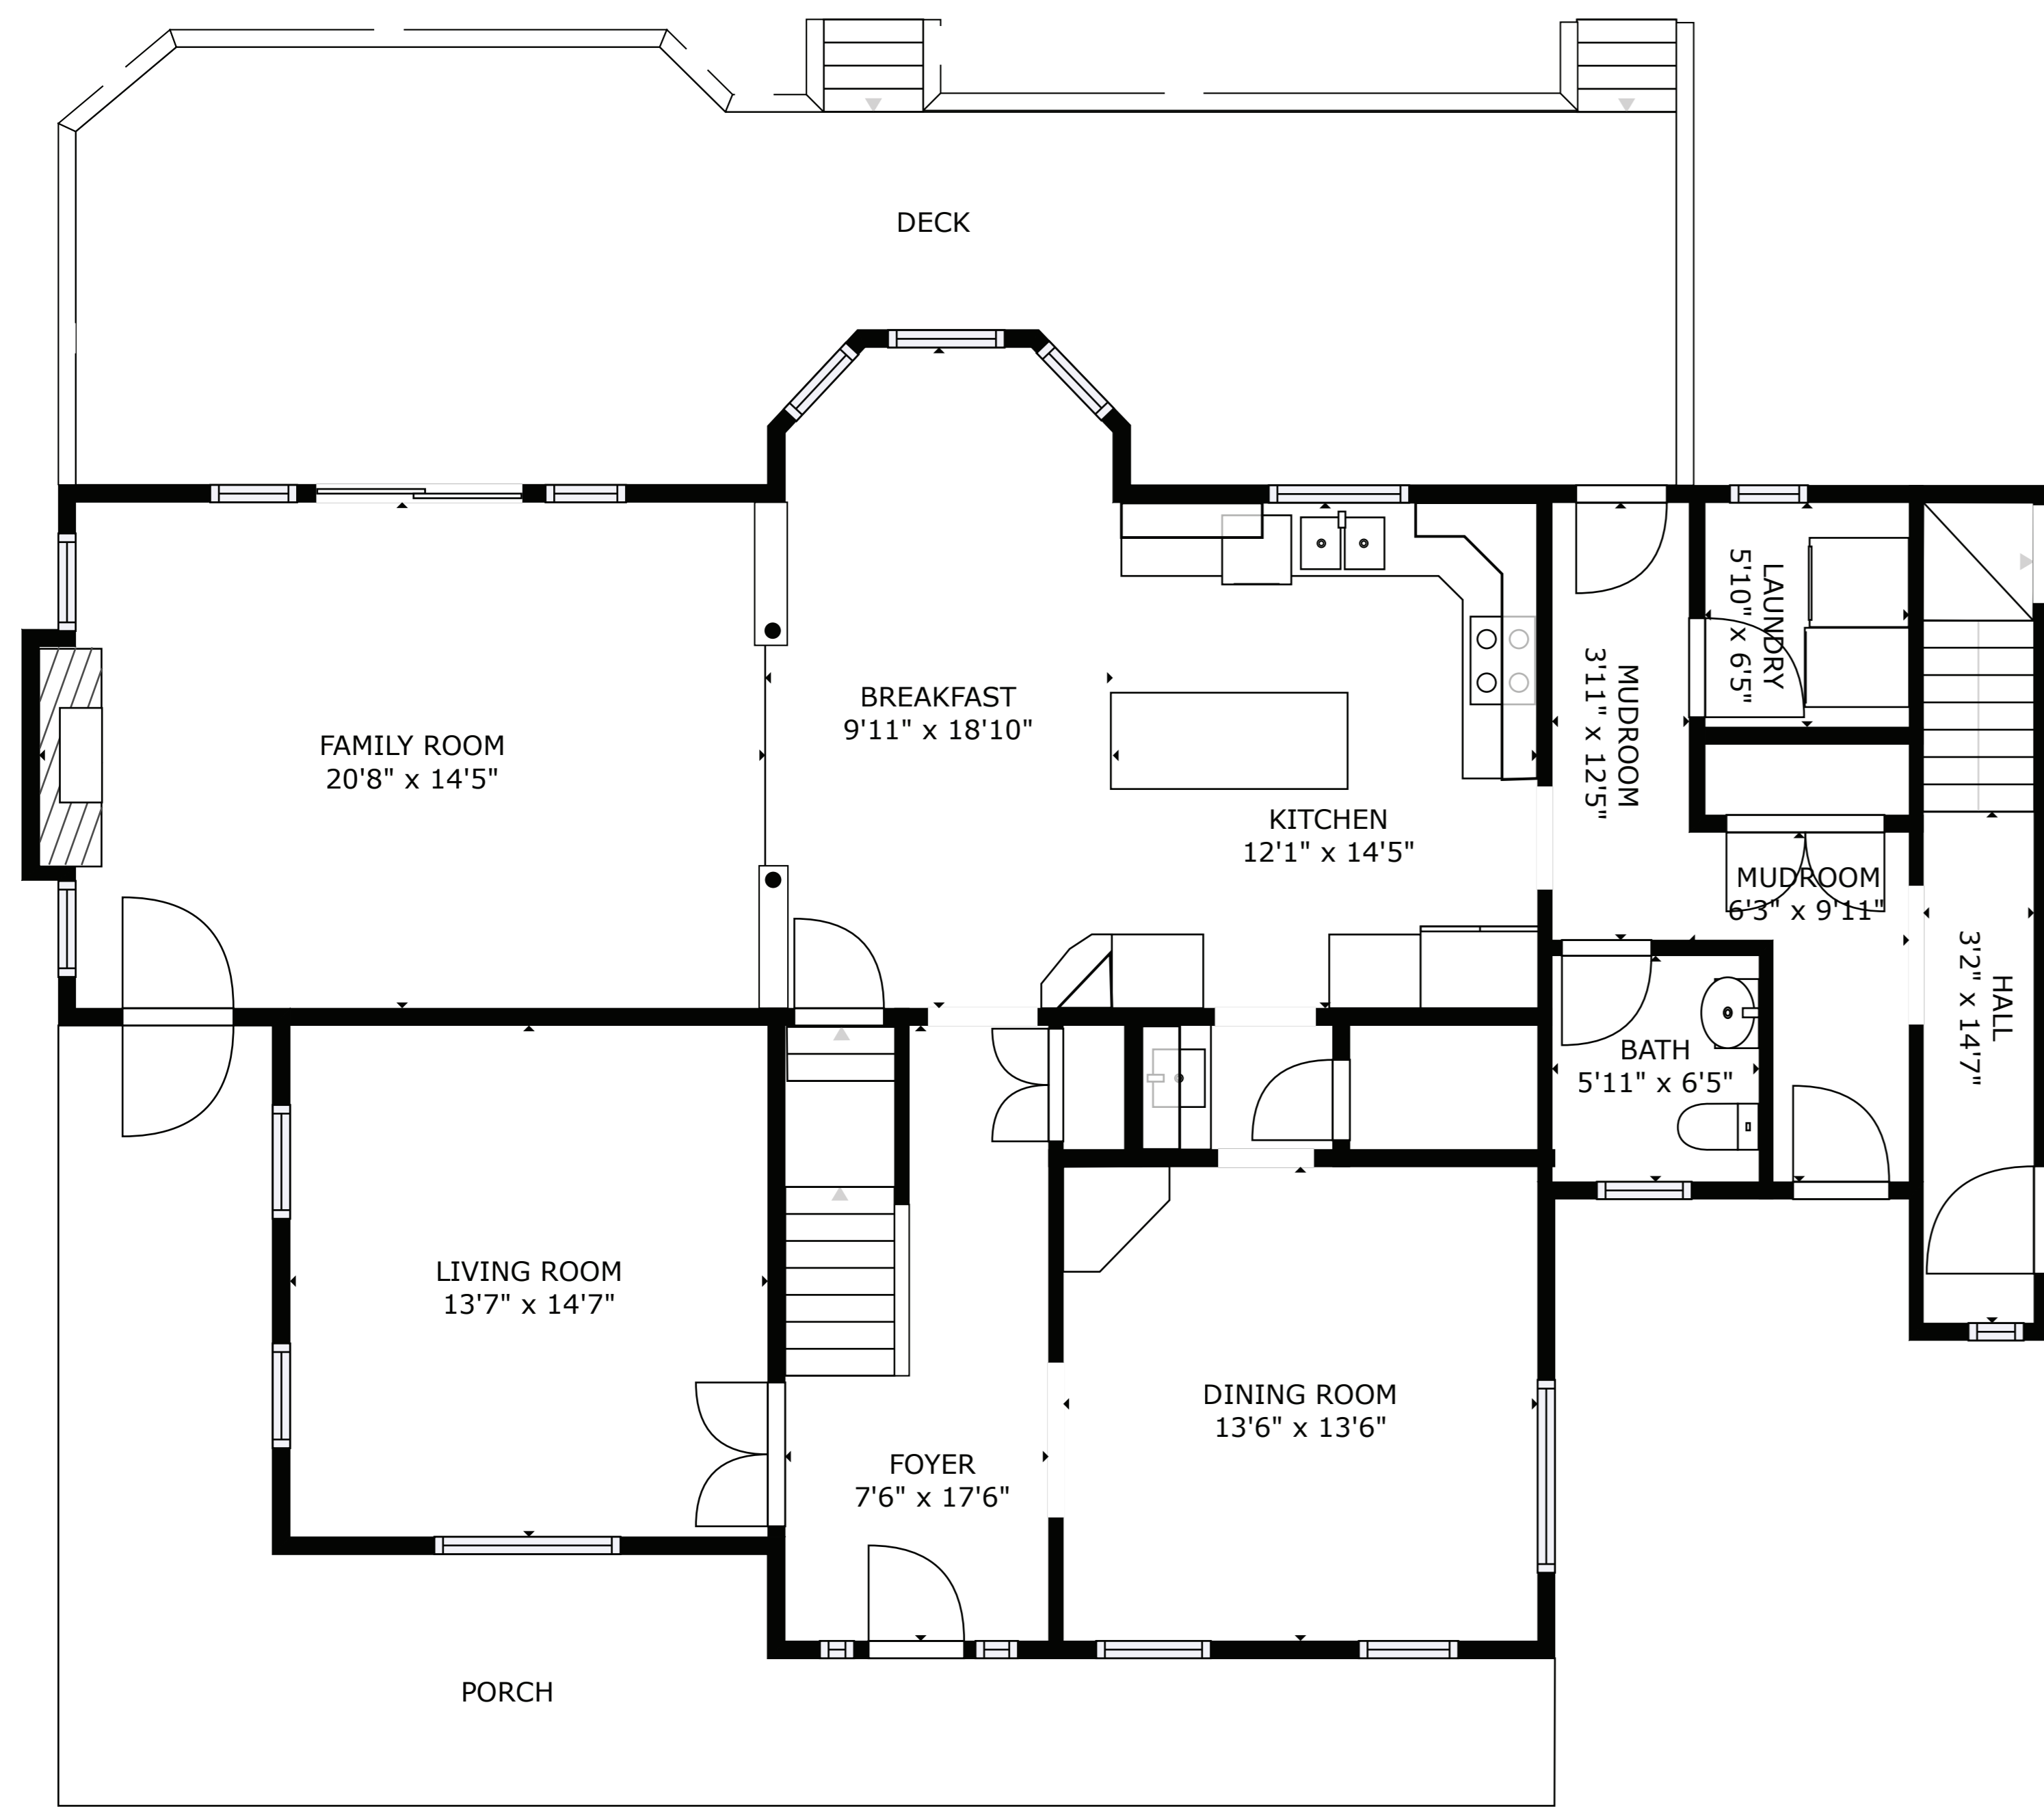 DECK
BREAKFAST
9'11" x 18'10"
FAMILY ROOM
20'8" x 14'5"
KITCHEN
12'1" x 14'5"
MUDROOM
3'11" x 12'5"
LAUNDRY
5'10" x 6'5"
MUDROOM
6'3" x 9'11"
HALL
3'2" x 14'7"
BATH
5'11" x 6'5"
LIVING ROOM
13'7" x 14'7"
DINING ROOM
13'6" x 13'6"
FOYER
7'6" x 17'6"
PORCH